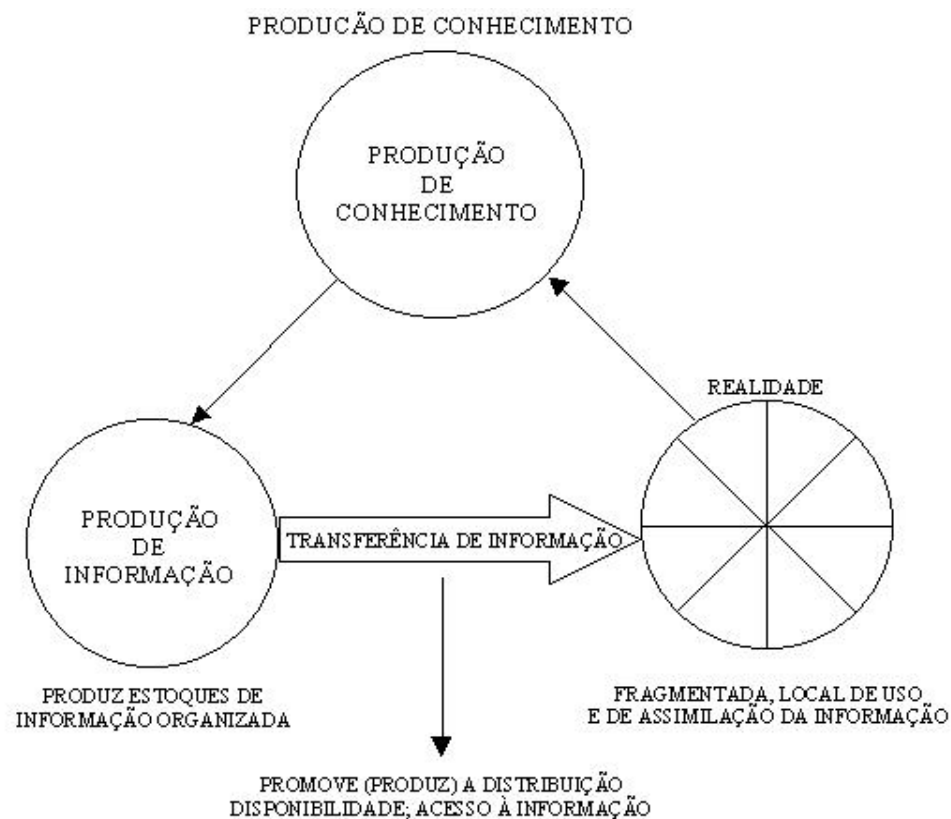 PRODUCÃO DE CONHECIMENTO
PRODUÇÃO
DE
CONHECIMENTO
REALIDADE
PRODUÇÃO
DE
INFORMAÇÃO
TRANSFERÊNCIA DE INFORMAÇÃO
PRODUZ ESTOQUES DE
INFORMAÇÃO ORGANIZADA
FRAGMENTADA, LOCAL DE USO
E DE ASSIMILAÇÃO DA INFORMAÇÃO
PROMOVE (PRODUZ) A DISTRIBUIÇÃO
DISPONIBILIDADE; ACESSO À INFORMAÇÃO